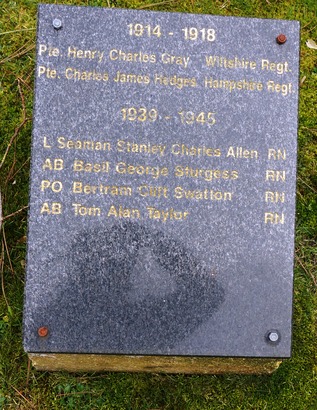 1914 - 1918
Pte. Henry Charles Gray Wiltshire Regt.
Pte. Charles James Hedges. Hampshire Regt.
1939 - 1945
L Seaman Stanley Charles Allen RN
AB Basil George Sturgess RN
PO Bertram Clift Swatton RN
AB Tom Alan Taylor RN